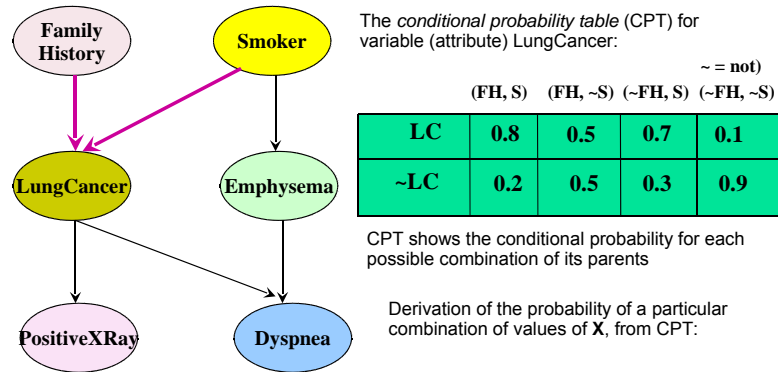 Family
History
Smoker
LungCancer
Emphysema
PositiveXRay
Dyspnea
The conditional probability table (CPT) for
variable (attribute) LungCancer:
~ = not)
(FH, S) (FH, ~S) (~FH, S) (~FH, ~S)
LC 0.8 0.5 0.7 0.1
~LC 0.2 0.5 0.3 0.9
CPT shows the conditional probability for each
possible combination of its parents
Derivation of the probability of a particular
combination of values of X, from CPT: